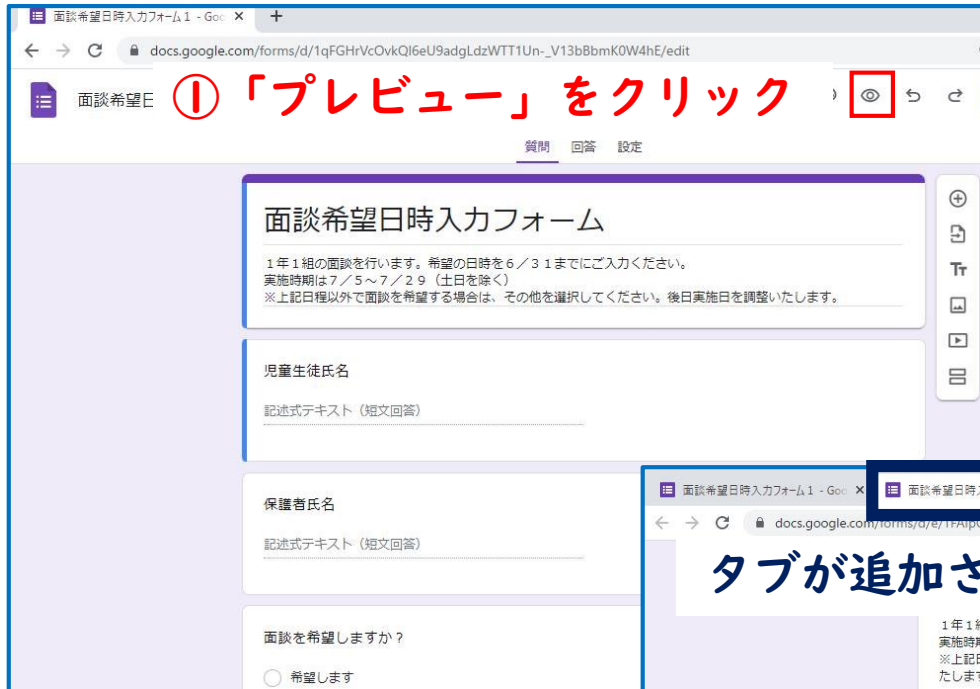 面談希望日時入力フォーム1 - Goo
docs.google.com/forms/d/1qFGHrVcOvkQl6eU9adgLdzWTT1Un-_V13bBbmK0W4hE/edit
面談希望日
①「プレビュー」をクリック
質問 回答 設定
面談希望日時入力フォーム
1年1組の面談を行います。希望の日時を6/31までにご入力ください。
実施時期は7/5~7/29(土日を除く)
※上記日程以外で面談を希望する場合は、その他を選択してください。後日実施日を調整いたします。
児童生徒氏名
記述式テキスト(短文回答)
保護者氏名
記述式テキスト(短文回答)
面談を希望しますか?
希望します
面談希望日時入力フォーム1 - Goo
面談希望日時
docs.google.com/forms/d/e/1FAIp
タブが追加さ
1年1組
実施時期
※上記日
たします